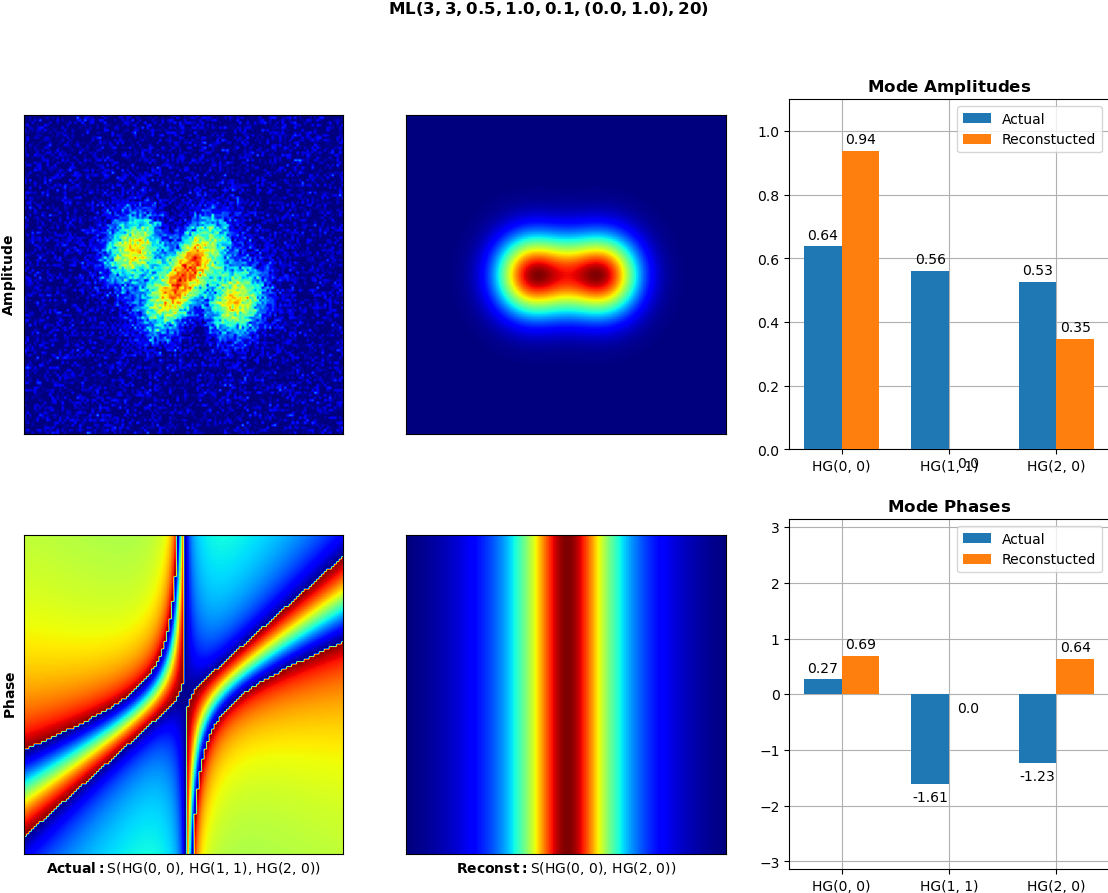 ML(3, 3, 0.5, 1.0, 0.1, (0.0, 1.0), 20)
Amplitude
Mode Amplitudes
Actual
Reconstucted
1.0
0.8
0.6
0.4
0.2
0.0
0.64
0.94
0.56
0.0
0.53
0.35
HG(0, 0)
HG(1, 1)
HG(2, 0)
Phase
Actual: S(HG(0, 0), HG(1, 1), HG(2, 0))
Reconst: S(HG(0, 0), HG(2, 0))
Mode Phases
Actual
Reconstucted
3
2
1
0
−1
−2
−3
0.27
0.69
-1.61
0.0
-1.23
0.64
HG(0, 0)
HG(1, 1)
HG(2, 0)